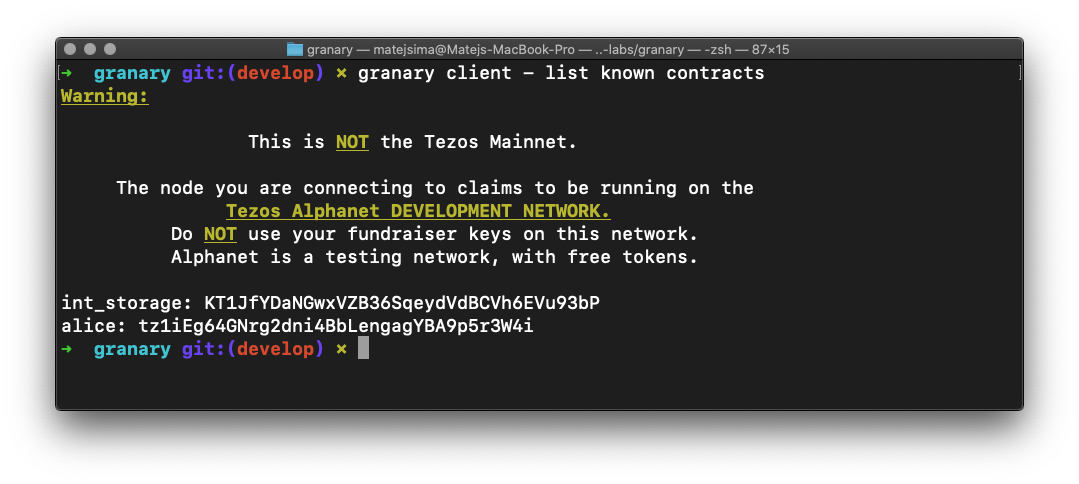 granary — matejsima@Matejs-MacBook-Pro — ..-labs/granary — -zsh — 87×15
[→ granary git:(develop) × granary client - list known contracts ]
Warning:
This is NOT the Tezos Mainnet.
The node you are connecting to claims to be running on the
Tezos Alphanet DEVELOPMENT NETWORK.
Do NOT use your fundraiser keys on this network.
Alphanet is a testing network, with free tokens.
int_storage: KT1JfYDaNGwxVZB36SqeydVdBCVh6EVu93bP
alice: tz1iEg64GNrg2dni4BbLengagYBA9p5r3W4i
→ granary git:(develop) ×